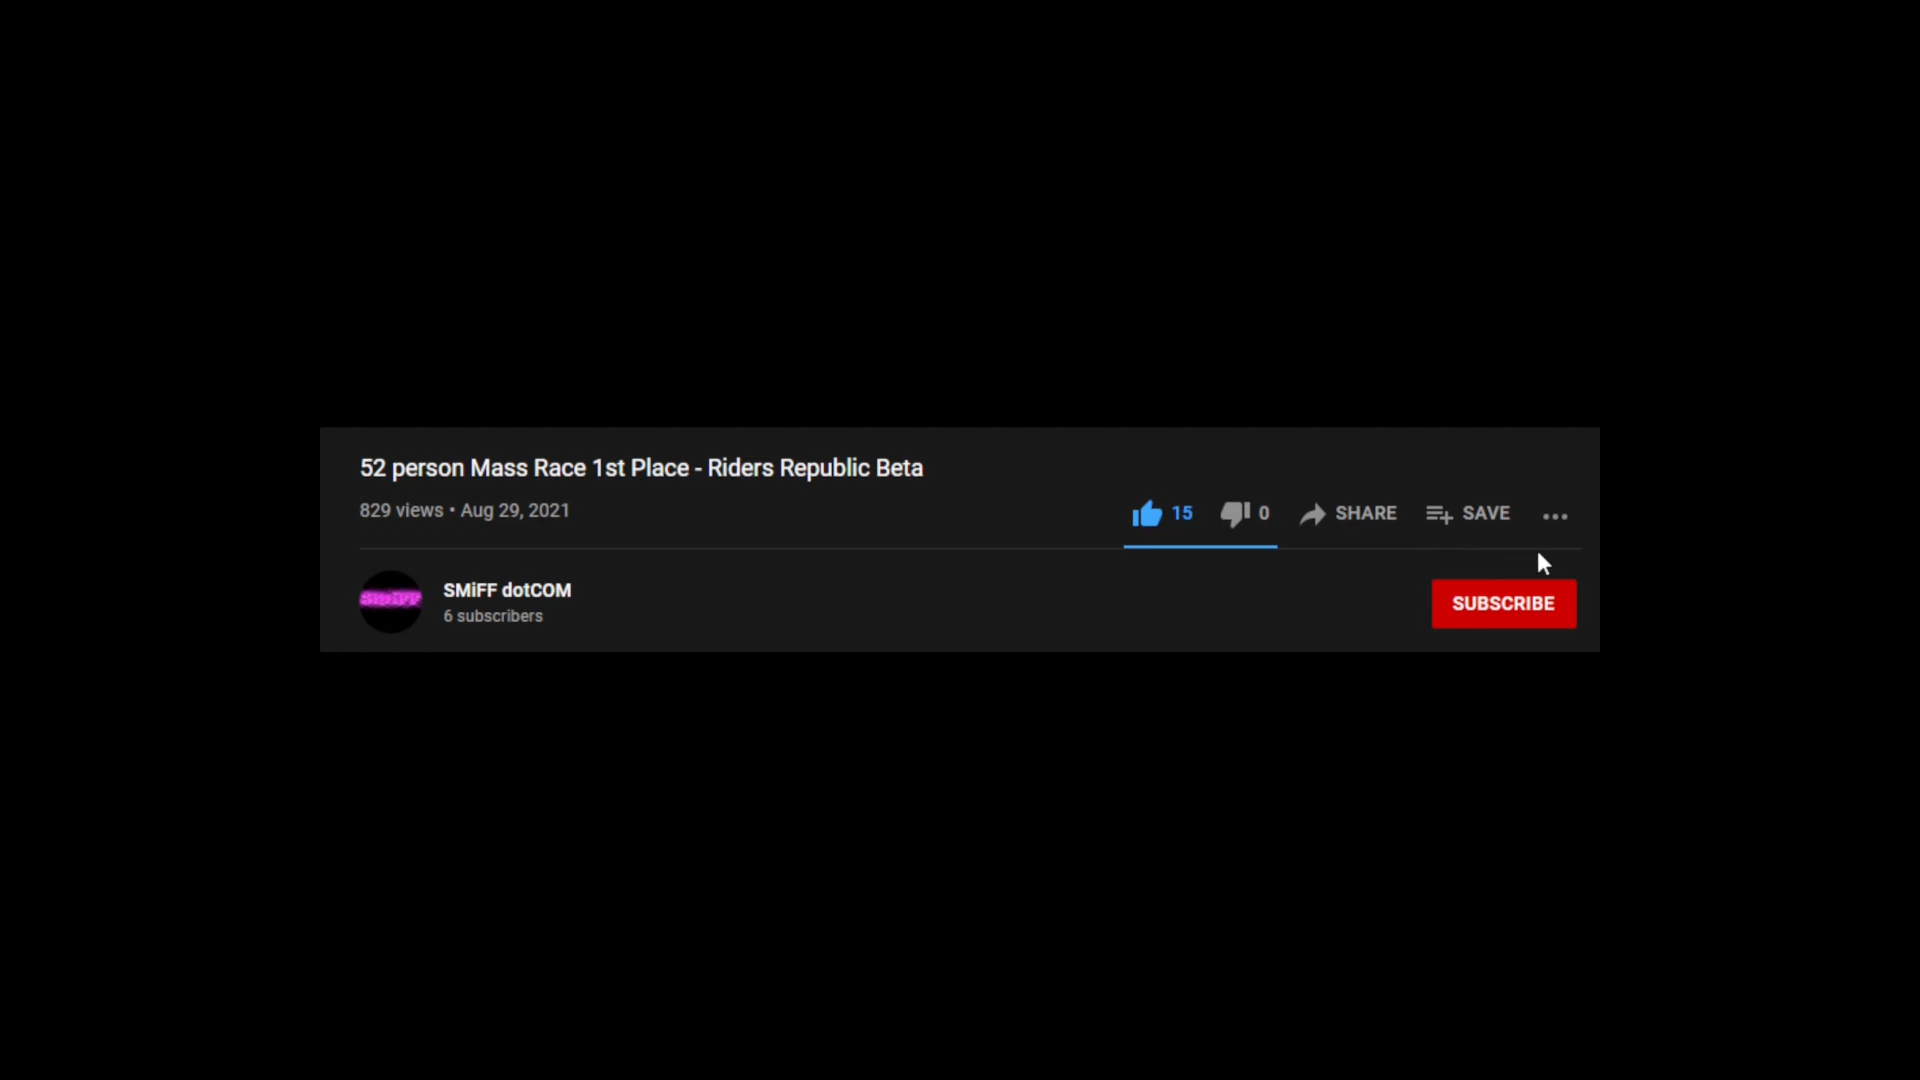 52 person Mass Race 1st Place - Riders Republic Beta
829 views • Aug 29, 2021
15 0 SHARE SAVE
SMiFF
SMiFF dotCOM
6 subscribers
SUBSCRIBE